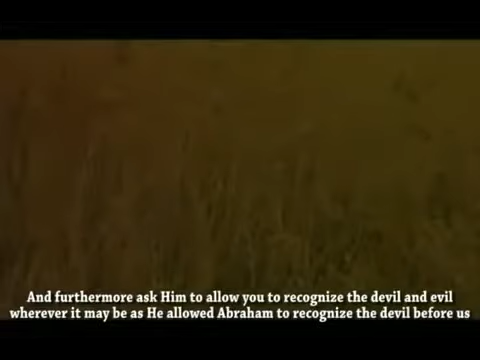 And furthermore ask Him to allow you to recognize the devil and evil
wherever it may be as He allowed Abraham to recognize the devil before us